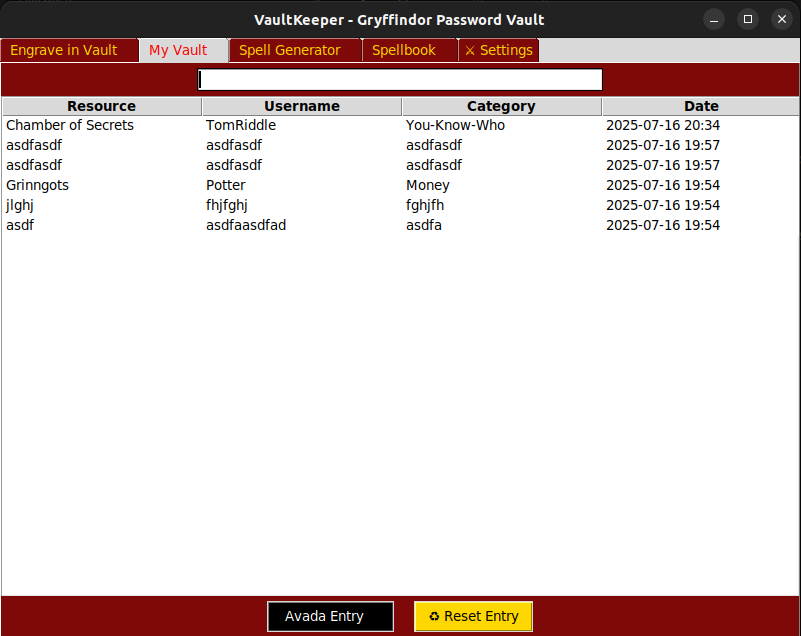 VaultKeeper - Gryffindor Password Vault
Engrave in Vault My Vault Spell Generator Spellbook ⚔ Settings
Resource Username Category Date
Chamber of Secrets TomRiddle You-Know-Who 2025-07-16 20:34
asdfasdf asdfasdf asdfasdf 2025-07-16 19:57
asdfasdf asdfasdf asdfasdf 2025-07-16 19:57
Grinngots Potter Money 2025-07-16 19:54
jlghj fhjfghj fghjfh 2025-07-16 19:54
asdf asdfaasdfad asdfa 2025-07-16 19:54
Avada Entry ♻ Reset Entry